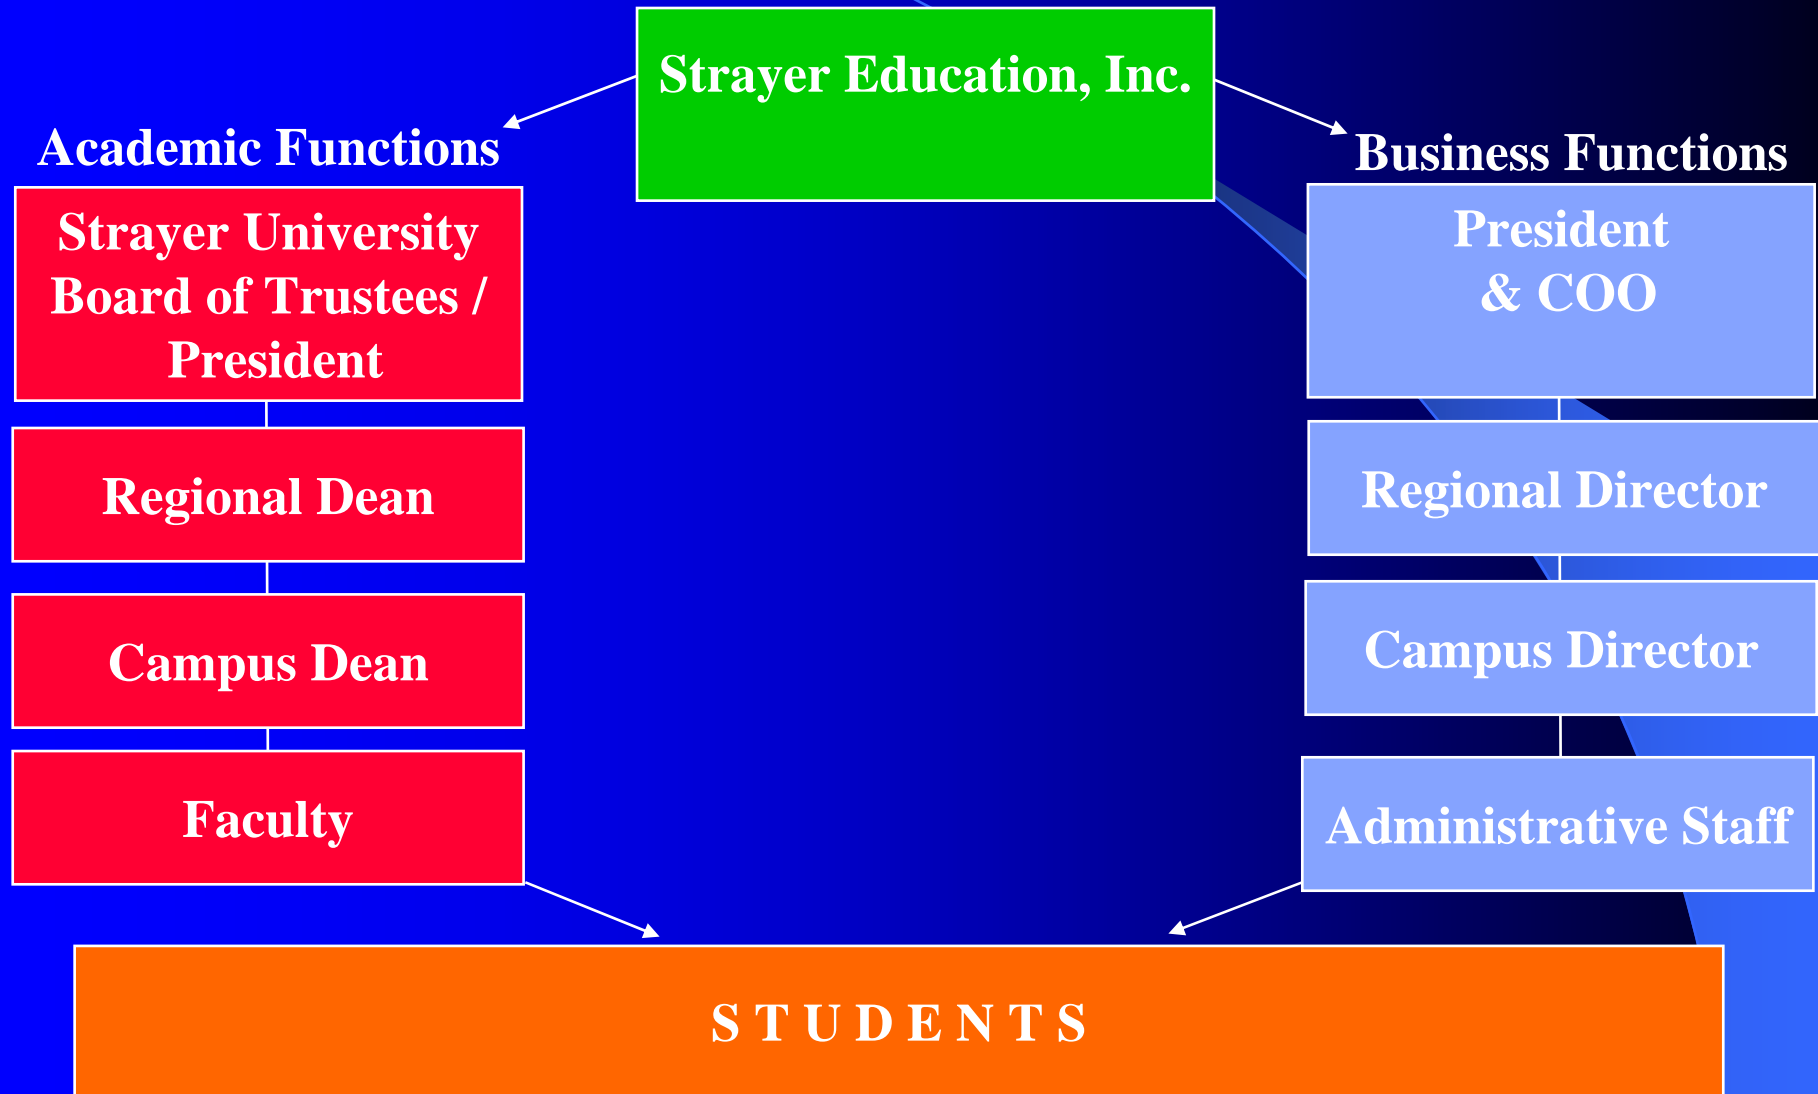 Strayer Education, Inc.
Academic Functions
Strayer University
Board of Trustees /
President
Regional Dean
Campus Dean
Faculty
Business Functions
President
& COO
Regional Director
Campus Director
Administrative Staff
S T U D E N T S